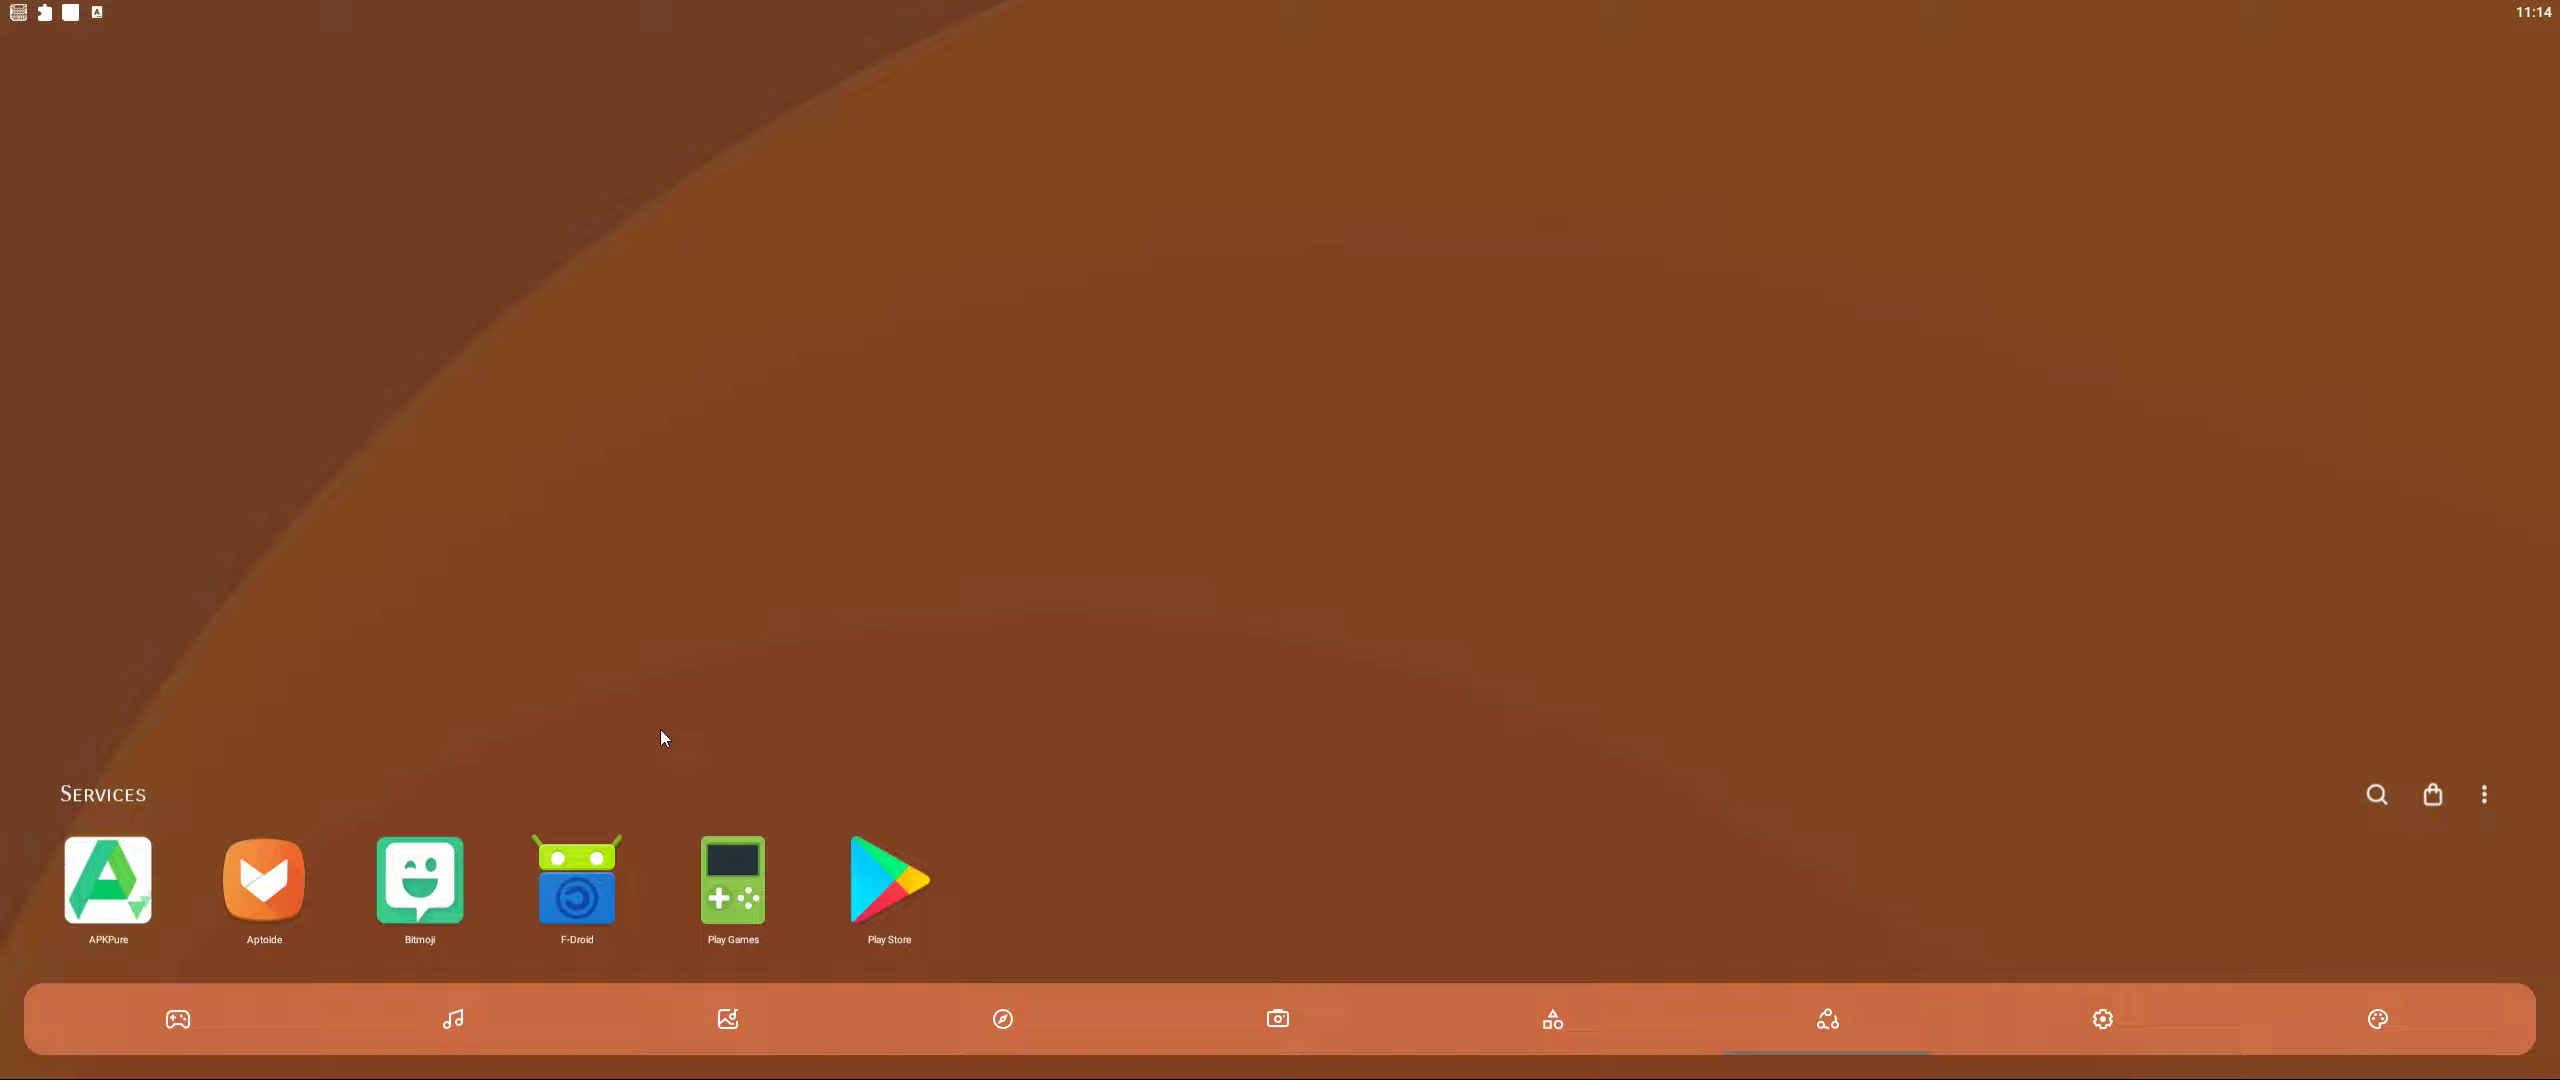 11:14
SERVICES
APKPure
Aptoide
Bitmoji
F-Droid
Play Games
Play Store